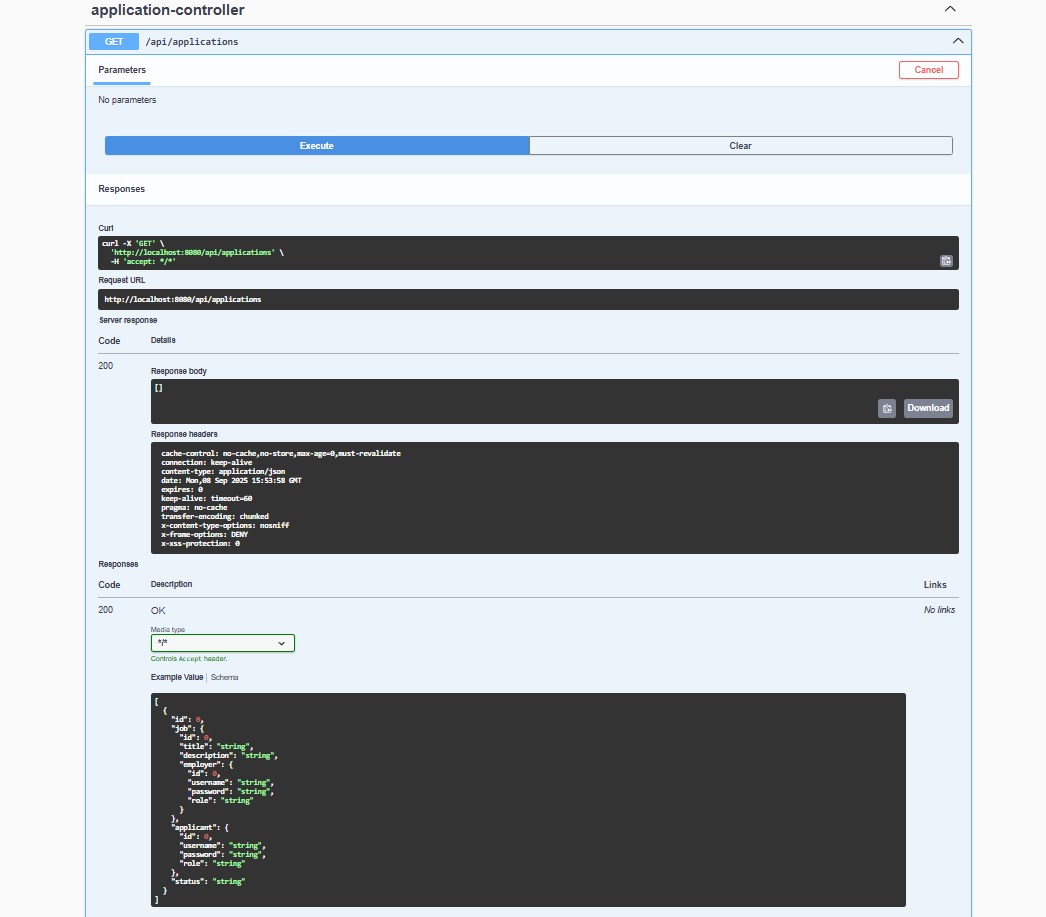 application-controller
GET /api/applications
Parameters
Cancel
No parameters
Execute
Clear
Responses
Curl
curl -X 'GET' \
  'http://localhost:8080/api/applications' \
  -H 'accept: */*'
Request URL
http://localhost:8080/api/applications
Server response
Code Details
200
Response body
[]
Download
Response headers
cache-control: no-cache,no-store,max-age=0,must-revalidate
connection: keep-alive
content-type: application/json
date: Mon,08 Sep 2025 15:53:58 GMT
expires: 0
keep-alive: timeout=60
pragma: no-cache
transfer-encoding: chunked
x-content-type-options: nosniff
x-frame-options: DENY
x-xss-protection: 0
Responses
Code Description Links
200 OK No links
Media type
*/*
Controls Accept header.
Example Value Schema
[
  {
    "id": 0,
    "job": {
      "id": 0,
      "title": "string",
      "description": "string",
      "employer": {
        "id": 0,
        "username": "string",
        "password": "string",
        "role": "string"
      }
    },
    "applicant": {
      "id": 0,
      "username": "string",
      "password": "string",
      "role": "string"
    },
    "status": "string"
  }
]